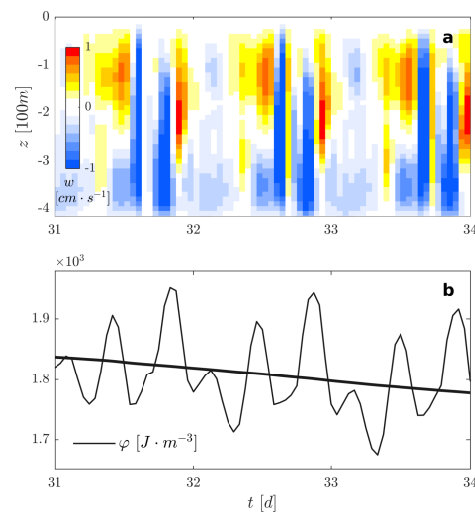 0
a
1
-1
0
z [100m]
-2
-3
-1
w
cm · s⁻¹]
-4
31
32
33
34
×10³
b
1.9
1.8
1.7
φ [J · m⁻³)
31
32
33
34
t [d]